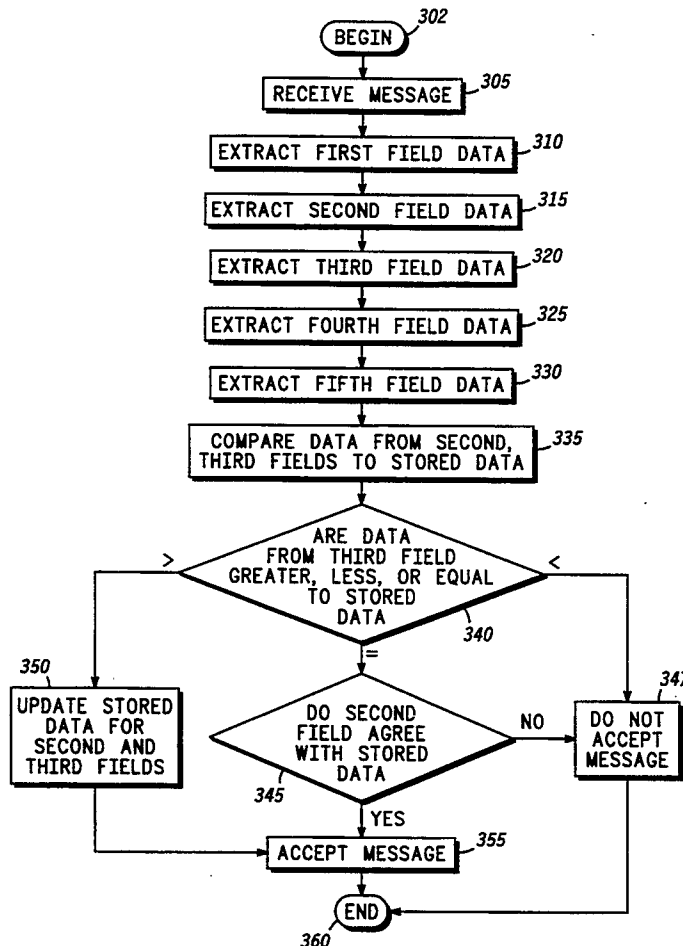 BEGIN
302
RECEIVE MESSAGE
305
EXTRACT FIRST FIELD DATA
310
EXTRACT SECOND FIELD DATA
315
EXTRACT THIRD FIELD DATA
320
EXTRACT FOURTH FIELD DATA
325
EXTRACT FIFTH FIELD DATA
330
COMPARE DATA FROM SECOND,
THIRD FIELDS TO STORED DATA
335
ARE DATA
FROM THIRD FIELD
GREATER, LESS, OR EQUAL
TO STORED
DATA
340
>
<
=
350
UPDATE STORED
DATA FOR
SECOND AND
THIRD FIELDS
DO SECOND
FIELD AGREE
WITH STORED
DATA
345
NO
347
DO NOT
ACCEPT
MESSAGE
YES
ACCEPT MESSAGE
355
END
360